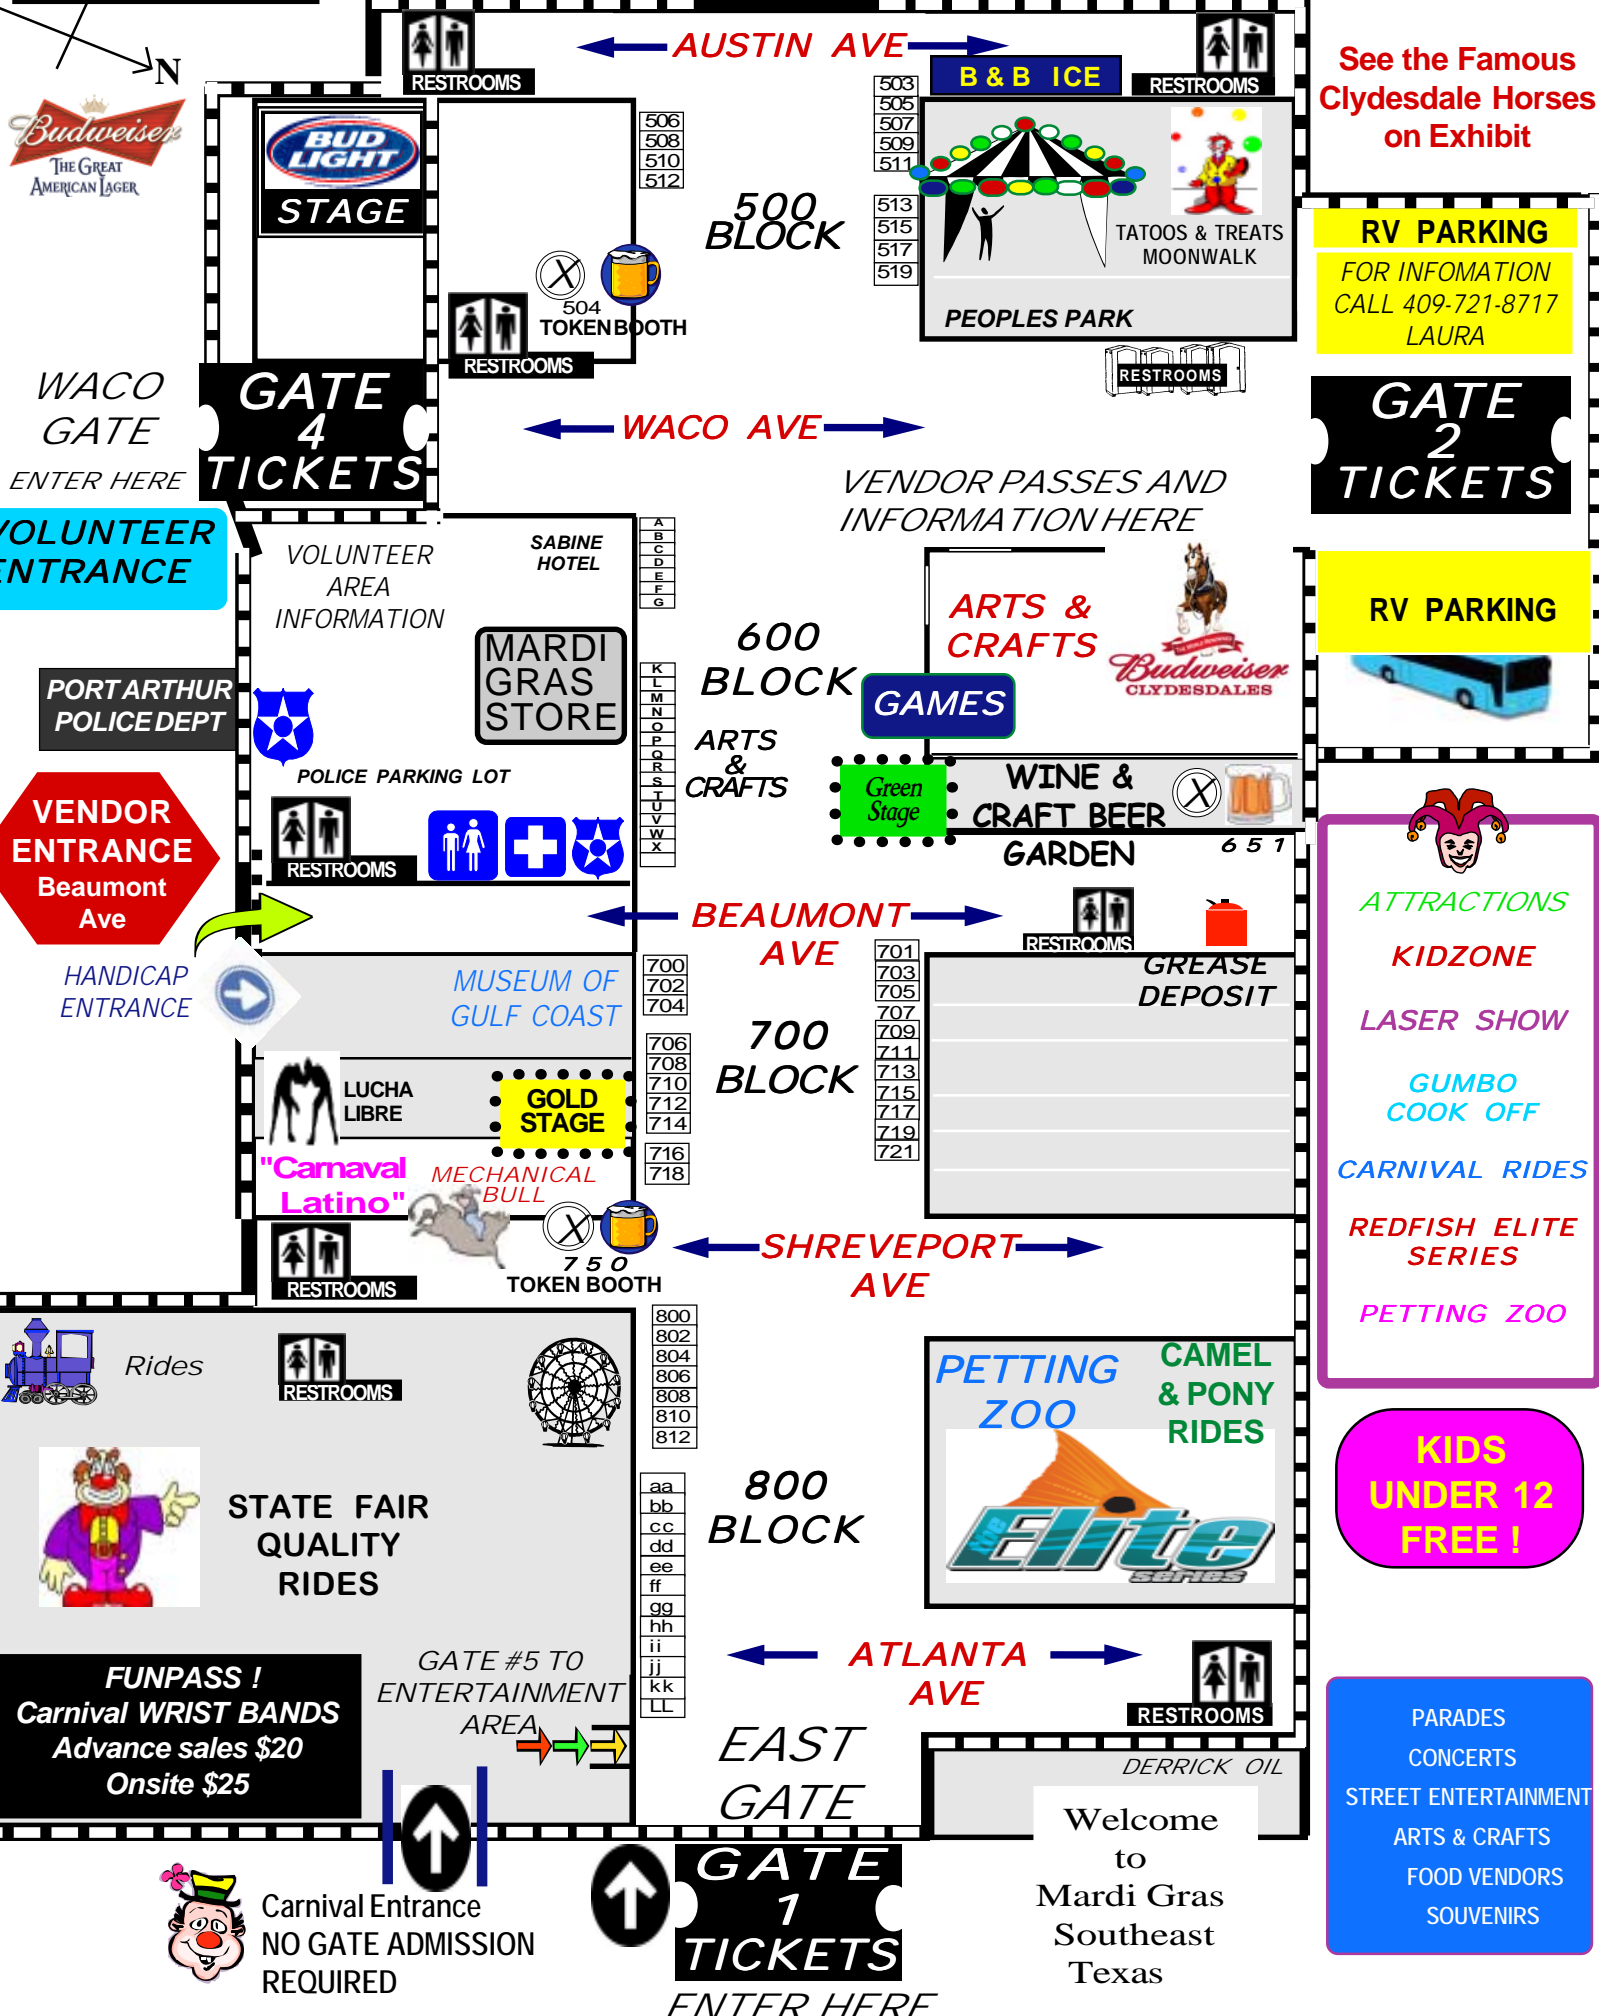 N
Budweiser
THE GREAT
AMERICAN LAGER
BUD
LIGHT
STAGE
RESTROOMS
AUSTIN AVE
B & B ICE
RESTROOMS
See the Famous
Clydesdale Horses
on Exhibit
506
508
510
512
503
505
507
509
511
513
515
517
519
500
BLOCK
TATOOS & TREATS
MOONWALK
PEOPLES PARK
RV PARKING
FOR INFOMATION
CALL 409-721-8717
LAURA
X
504
TOKEN BOOTH
RESTROOMS
RESTROOMS
WACO
GATE
ENTER HERE
GATE
4
TICKETS
WACO AVE
GATE
2
TICKETS
VENDOR PASSES AND
INFORMATION HERE
VOLUNTEER
ENTRANCE
VOLUNTEER
AREA
INFORMATION
SABINE
HOTEL
A
B
C
D
E
F
G
MARDI
GRAS
STORE
600
BLOCK
ARTS &
CRAFTS
Budweiser
CLYDESDALES
RV PARKING
GAMES
K
L
M
N
O
P
Q
R
S
T
U
V
W
X
ARTS
&
CRAFTS
PORT ARTHUR
POLICE DEPT
POLICE PARKING LOT
RESTROOMS
Green
Stage
WINE &
CRAFT BEER
GARDEN
X
651
VENDOR
ENTRANCE
Beaumont
Ave
BEAUMONT
AVE
RESTROOMS
GREASE
DEPOSIT
HANDICAP
ENTRANCE
MUSEUM OF
GULF COAST
700
702
704
706
708
710
712
714
716
718
700
BLOCK
701
703
705
707
709
711
713
715
717
719
721
LUCHA
LIBRE
GOLD
STAGE
"Carnaval
Latino"
MECHANICAL
BULL
X
750
TOKEN BOOTH
RESTROOMS
SHREVEPORT
AVE
ATTRACTIONS
KIDZONE
LASER SHOW
GUMBO
COOK OFF
CARNIVAL RIDES
REDFISH ELITE
SERIES
PETTING ZOO
Rides
RESTROOMS
800
802
804
806
808
810
812
PETTING
ZOO
CAMEL
& PONY
RIDES
the Elite
series
STATE FAIR
QUALITY
RIDES
aa
bb
cc
dd
ee
ff
gg
hh
ii
jj
kk
LL
800
BLOCK
KIDS
UNDER 12
FREE !
FUNPASS !
Carnival WRIST BANDS
Advance sales $20
Onsite $25
GATE #5 TO
ENTERTAINMENT
AREA
ATLANTA
AVE
RESTROOMS
EAST
GATE
DERRICK OIL
Welcome
to
Mardi Gras
Southeast
Texas
PARADES
CONCERTS
STREET ENTERTAINMENT
ARTS & CRAFTS
FOOD VENDORS
SOUVENIRS
Carnival Entrance
NO GATE ADMISSION
REQUIRED
GATE
1
TICKETS
ENTER HERE